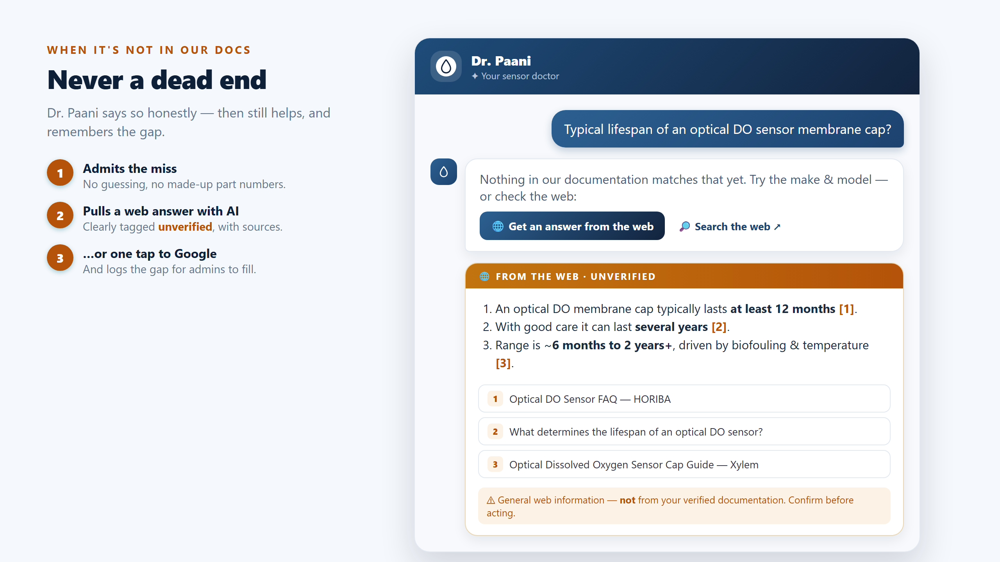 WHEN IT'S NOT IN OUR DOCS
Never a dead end
Dr. Paani says so honestly — then still helps, and
remembers the gap.
1
Admits the miss
No guessing, no made-up part numbers.
2
Pulls a web answer with AI
Clearly tagged unverified, with sources.
3
...or one tap to Google
And logs the gap for admins to fill.
Dr. Paani
✦ Your sensor doctor
Typical lifespan of an optical DO sensor membrane cap?
Nothing in our documentation matches that yet. Try the make & model —
or check the web:
🌐 Get an answer from the web
🔎 Search the web ↗
🌐 FROM THE WEB · UNVERIFIED
1. An optical DO membrane cap typically lasts at least 12 months [1].
2. With good care it can last several years [2].
3. Range is ~6 months to 2 years+, driven by biofouling & temperature
[3].
1 Optical DO Sensor FAQ — HORIBA
2 What determines the lifespan of an optical DO sensor?
3 Optical Dissolved Oxygen Sensor Cap Guide — Xylem
⚠ General web information — not from your verified documentation. Confirm before
acting.